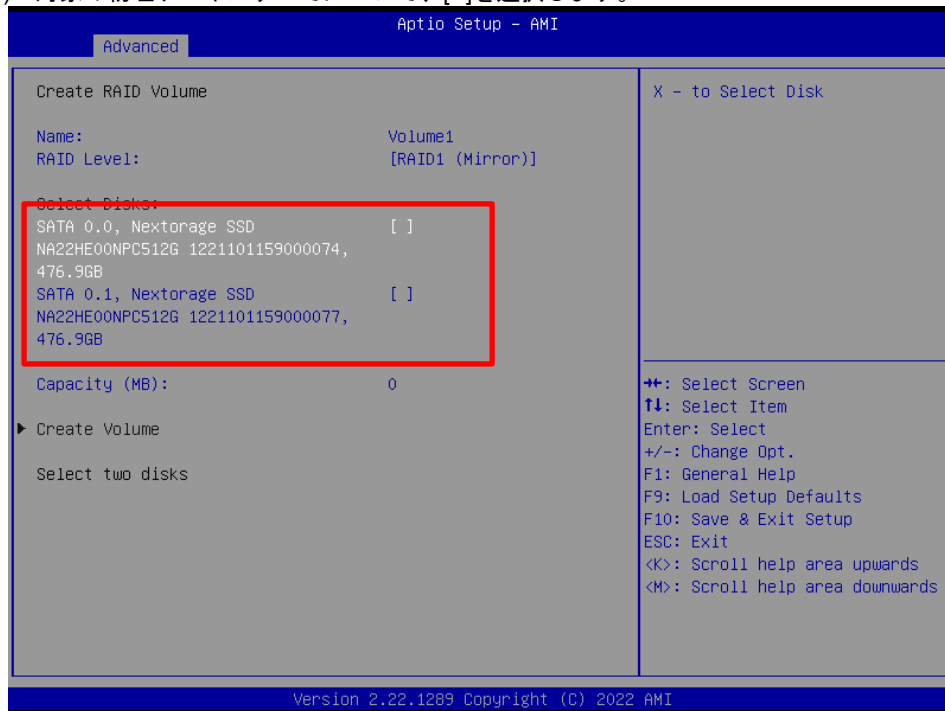 Aptio Setup – AMI
Advanced
Create RAID Volume
Name: Volume1
RAID Level: [RAID1 (Mirror)]
Select Disks:
SATA 0.0, Nextorage SSD [ ]
NA22HE00NPC512G 1221101159000074,
476.9GB
SATA 0.1, Nextorage SSD [ ]
NA22HE00NPC512G 1221101159000077,
476.9GB
Capacity (MB): 0
▶ Create Volume
Select two disks
X – to Select Disk
→←: Select Screen
↑↓: Select Item
Enter: Select
+/-: Change Opt.
F1: General Help
F9: Load Setup Defaults
F10: Save & Exit Setup
ESC: Exit
<K>: Scroll help area upwards
<M>: Scroll help area downwards
Version 2.22.1289 Copyright (C) 2022 AMI